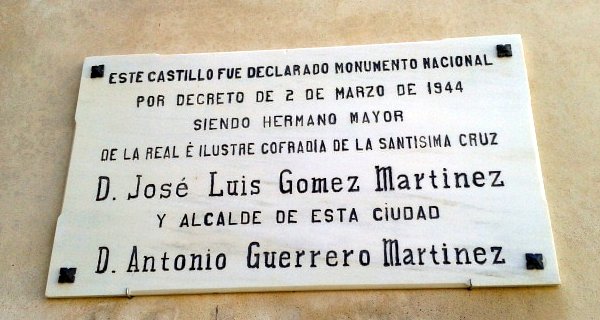 ESTE CASTILLO FUE DECLARADO MONUMENTO NACIONAL
POR DECRETO DE 2 DE MARZO DE 1944
SIENDO HERMANO MAYOR
DE LA REAL É ILUSTRE COFRADÍA DE LA SANTISIMA CRUZ
D. José Luis Gomez Martinez
Y ALCALDE DE ESTA CIUDAD
D. Antonio Guerrero Martinez